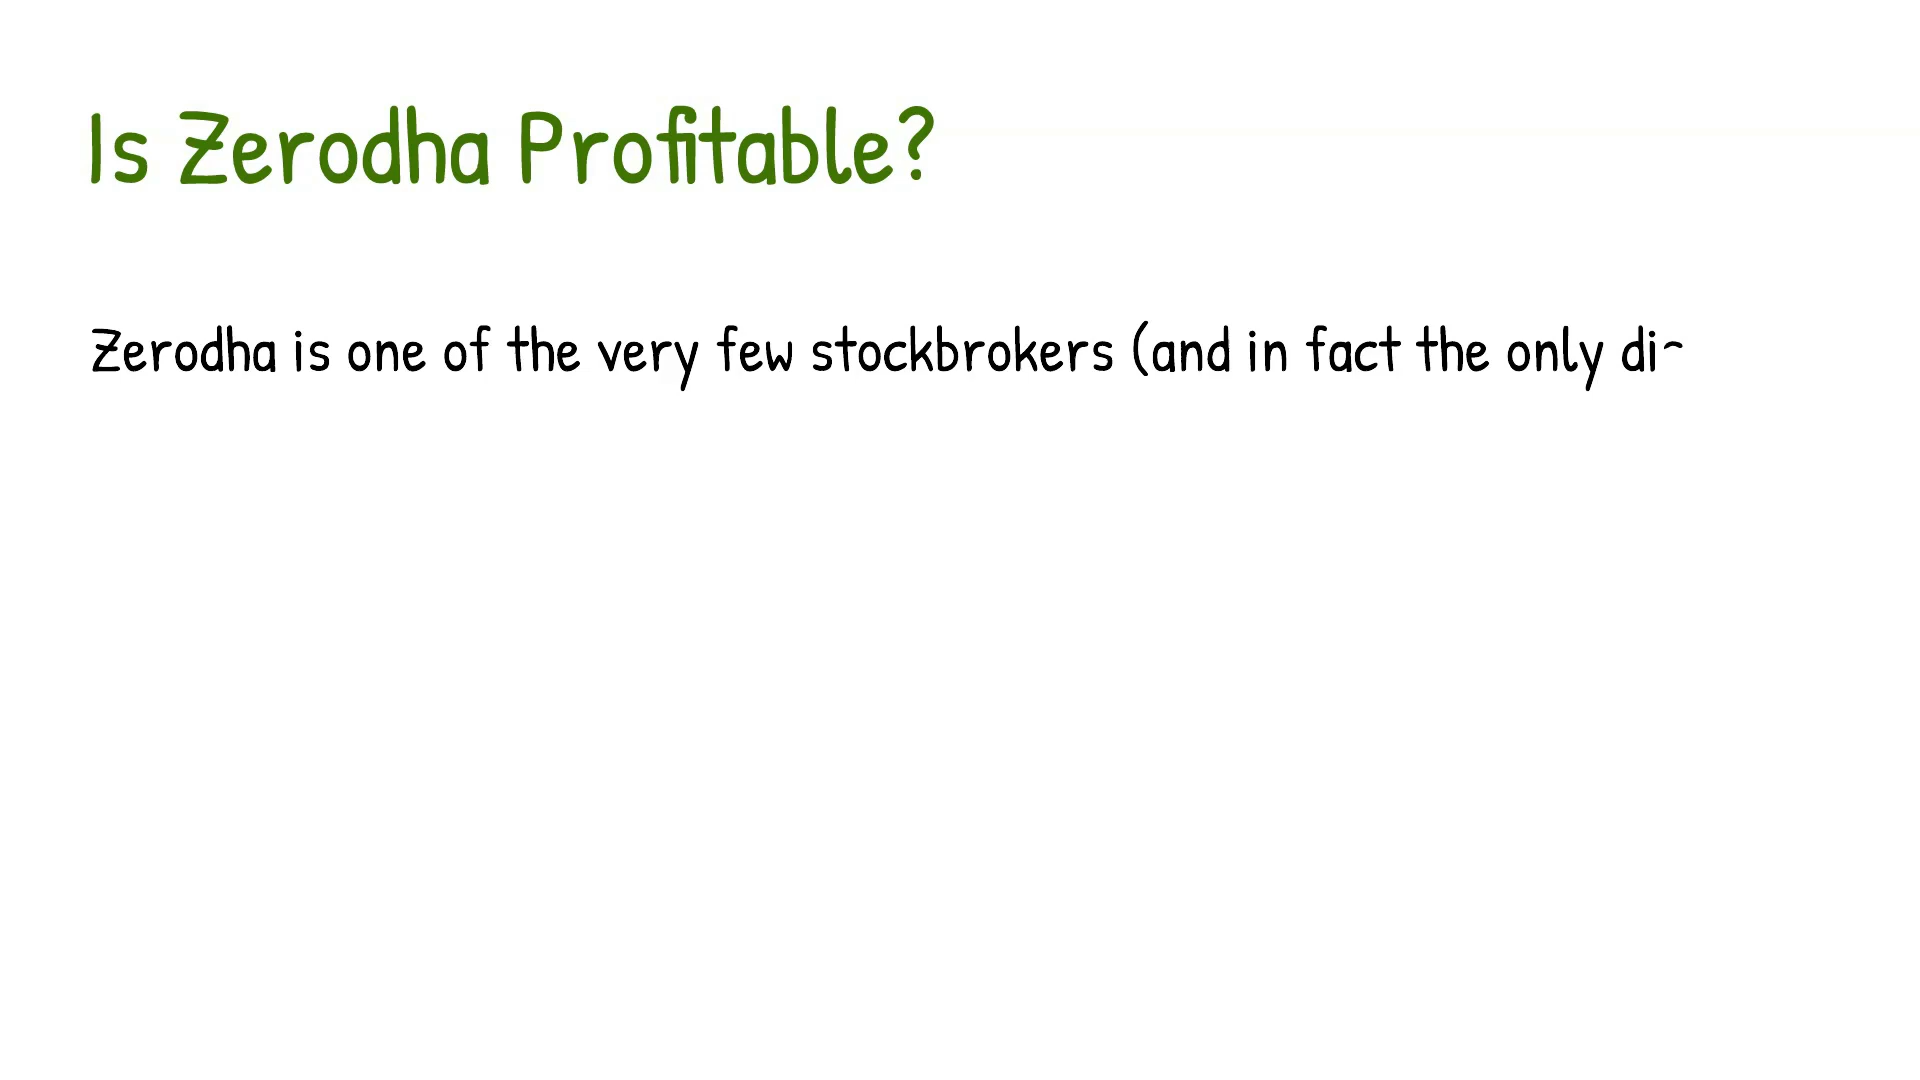 Is Zerodha Profitable?
Zerodha is one of the very few stockbrokers (and in fact the only di~